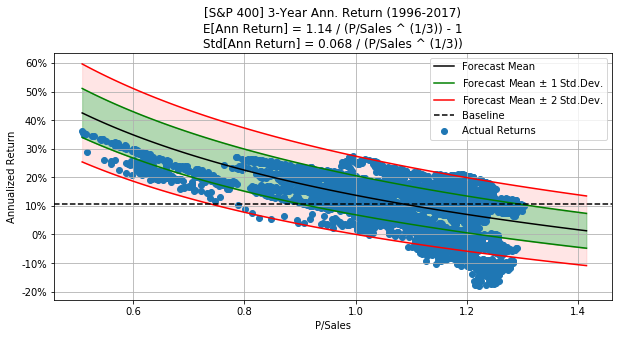 [S&P 400] 3-Year Ann. Return (1996-2017)
E[Ann Return] = 1.14 / (P/Sales ^ (1/3)) - 1
Std[Ann Return] = 0.068 / (P/Sales ^ (1/3))
Forecast Mean
Forecast Mean ± 1 Std.Dev.
Forecast Mean ± 2 Std.Dev.
Baseline
Actual Returns
Annualized Return
60%
50%
40%
30%
20%
10%
0%
-10%
-20%
0.6 0.8 1.0 1.2 1.4
P/Sales